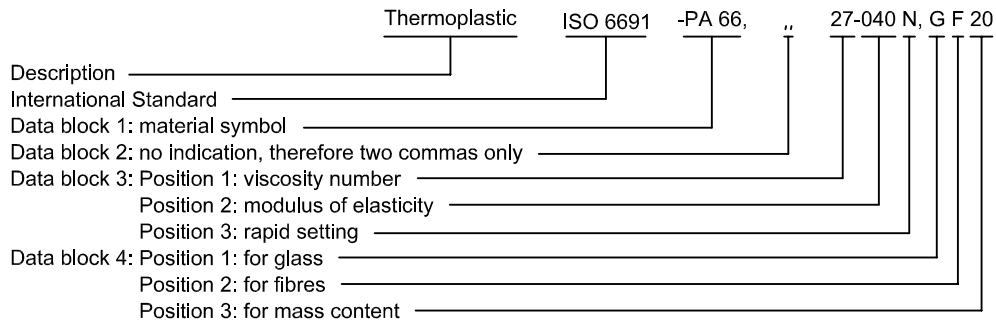 Thermoplastic ISO 6691 -PA 66, ,, 27-040 N, G F 20
Description
International Standard
Data block 1: material symbol
Data block 2: no indication, therefore two commas only
Data block 3: Position 1: viscosity number
Position 2: modulus of elasticity
Position 3: rapid setting
Data block 4: Position 1: for glass
Position 2: for fibres
Position 3: for mass content